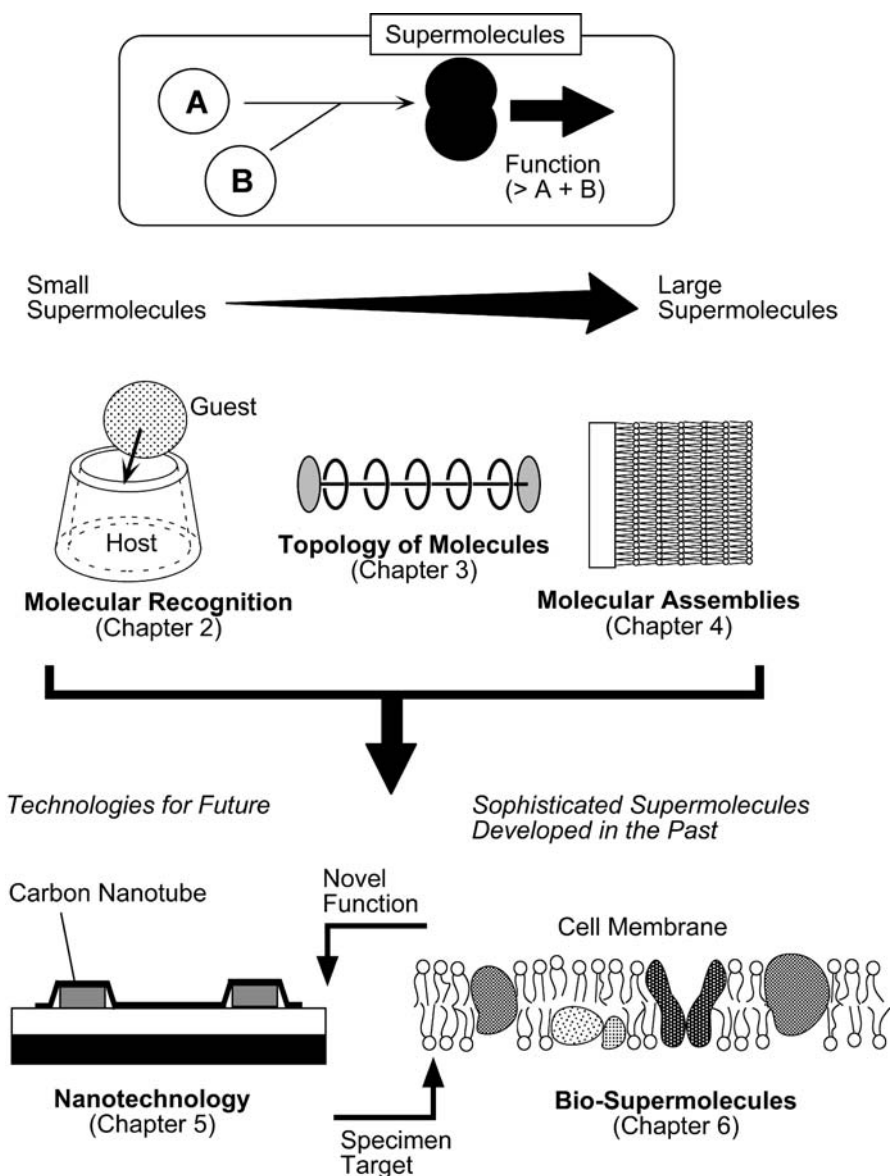 Supermolecules
A
B
Function
(> A + B)
Small
Supermolecules
Large
Supermolecules
Guest
Host
Molecular Recognition
(Chapter 2)
Topology of Molecules
(Chapter 3)
Molecular Assemblies
(Chapter 4)
Technologies for Future
Sophisticated Supermolecules
Developed in the Past
Carbon Nanotube
Novel
Function
Cell Membrane
Nanotechnology
(Chapter 5)
Specimen
Target
Bio-Supermolecules
(Chapter 6)